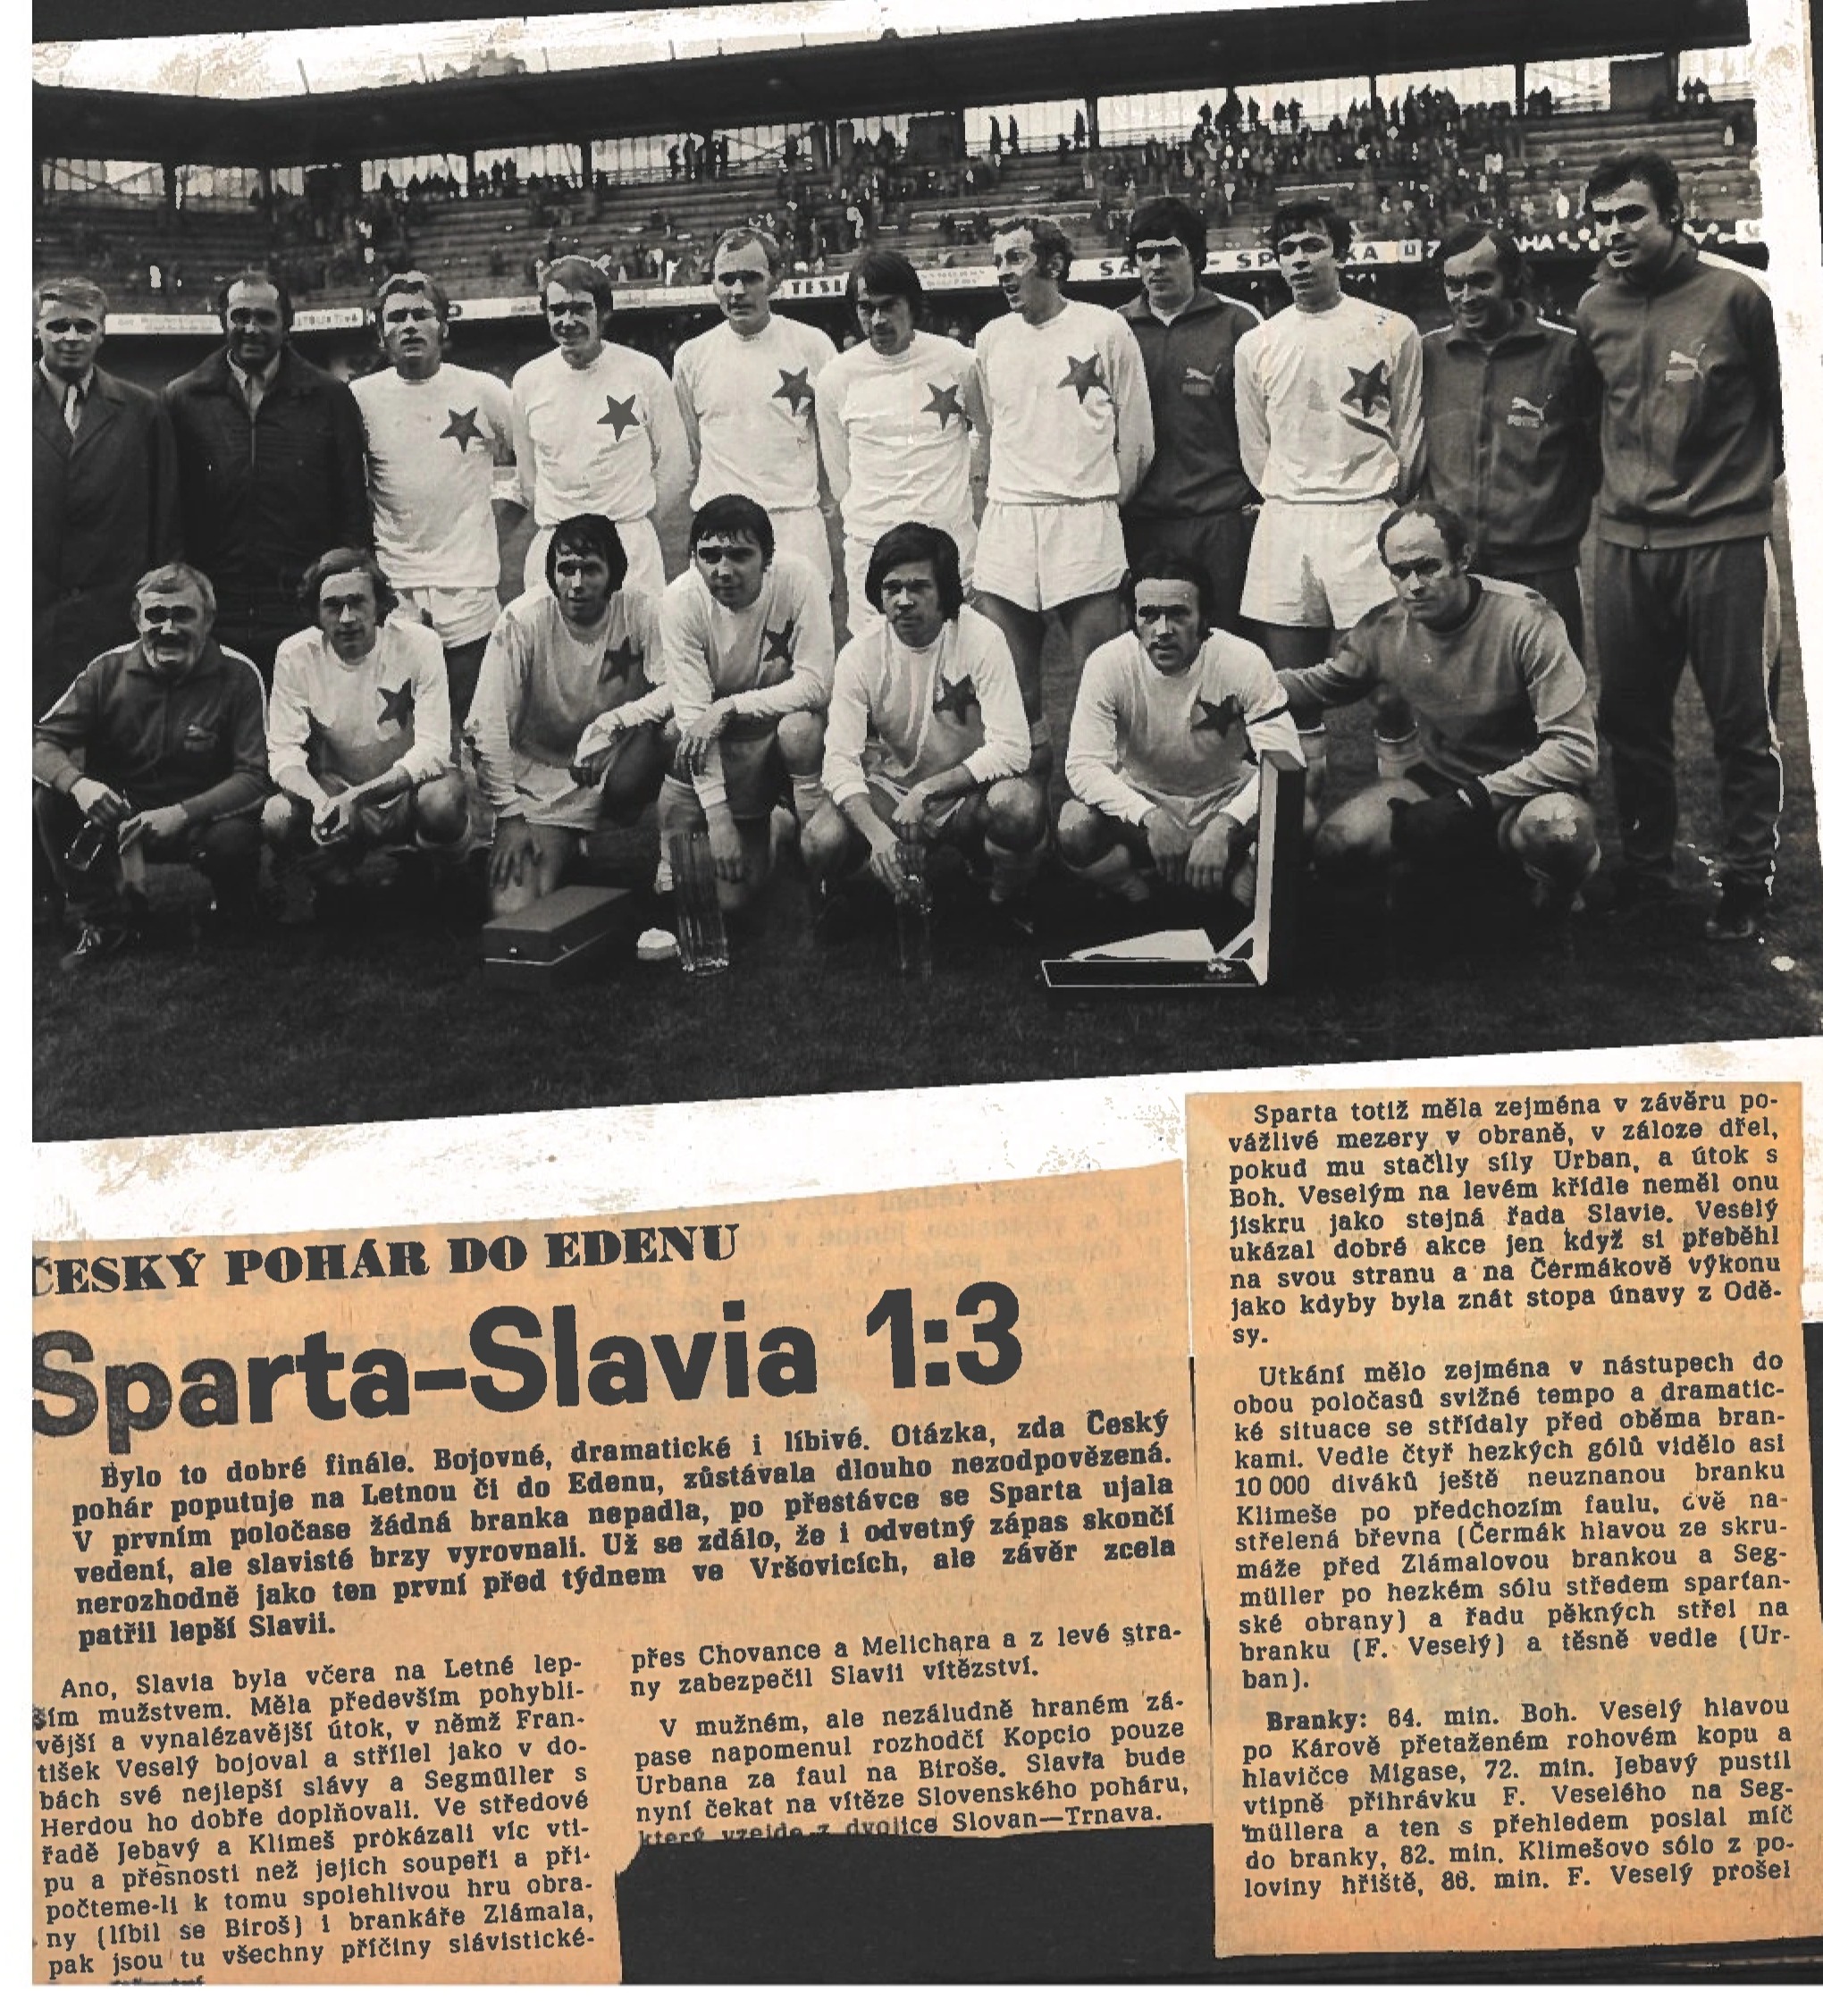 TESL
SA
SP
KA
AHA
PUMA
ČESKÝ POHÁR DO EDENU
Sparta–Slavia 1:3
Bylo to dobré finále. Bojovné, dramatické i líbivé. Otázka, zda Český
pohár poputuje na Letnou či do Edenu, zůstávala dlouho nezodpovězená.
V prvním poločase žádná branka nepadla, po přestávce se Sparta ujala
vedení, ale slavisté brzy vyrovnali. Už se zdálo, že i odvetný zápas skončí
nerozhodně jako ten první před týdnem ve Vršovicích, ale závěr zcela
patřil lepší Slavii.
Ano, Slavia byla včera na Letné lep-
ším mužstvem. Měla především pohybli-
vější a vynalézavější útok, v němž Fran-
tišek Veselý bojoval a střílel jako v do-
bách své nejlepší slávy a Segmüller s
Herdou ho dobře doplňovali. Ve středové
řadě Jebavý a Klimeš prokázali víc vti-
pu a přesnosti než jejich soupeři a při-
počteme-li k tomu spolehlivou hru obra-
ny (líbil se Biroš) i brankáře Zlámala,
pak jsou tu všechny příčiny slávistické-
Sparta totiž měla zejména v závěru po-
vážlivé mezery v obraně, v záloze dřel,
pokud mu stačily síly Urban, a útok s
Boh. Veselým na levém křídle neměl onu
jiskru jako stejná řada Slavie. Veselý
ukázal dobré akce jen když si přeběhl
na svou stranu a na Čermákově výkonu
jako kdyby byla znát stopa únavy z Odě-
sy.
Utkání mělo zejména v nástupech do
obou poločasů svižné tempo a dramatic-
ké situace se střídaly před oběma bran-
kami. Vedle čtyř hezkých gólů vidělo asi
10 000 diváků ještě neuznanou branku
Klimeše po předchozím faulu, dvě na-
střelená břevna (Čermák hlavou ze skru-
máže před Zlámalovou brankou a Seg-
müller po hezkém sólu středem sparťan-
ské obrany) a řadu pěkných střel na
branku (F. Veselý) a těsně vedle (Ur-
ban).
Branky: 64. min. Boh. Veselý hlavou
po Kárově přetaženém rohovém kopu a
hlavičce Migase, 72. min. Jebavý pustil
vtipně přihrávku F. Veselého na Seg-
müllera a ten s přehledem poslal míč
do branky, 82. min. Klimešovo sólo z po-
loviny hřiště, 86. min. F. Veselý prošel
přes Chovance a Melichara a z levé stra-
ny zabezpečil Slavii vítězství.
V mužném, ale nezáludně hraném zá-
pase napomenul rozhodčí Kopcio pouze
Urbana za faul na Biroše. Slavia bude
nyní čekat na vítěze Slovenského poháru,
který vzejde z dvojice Slovan—Trnava.